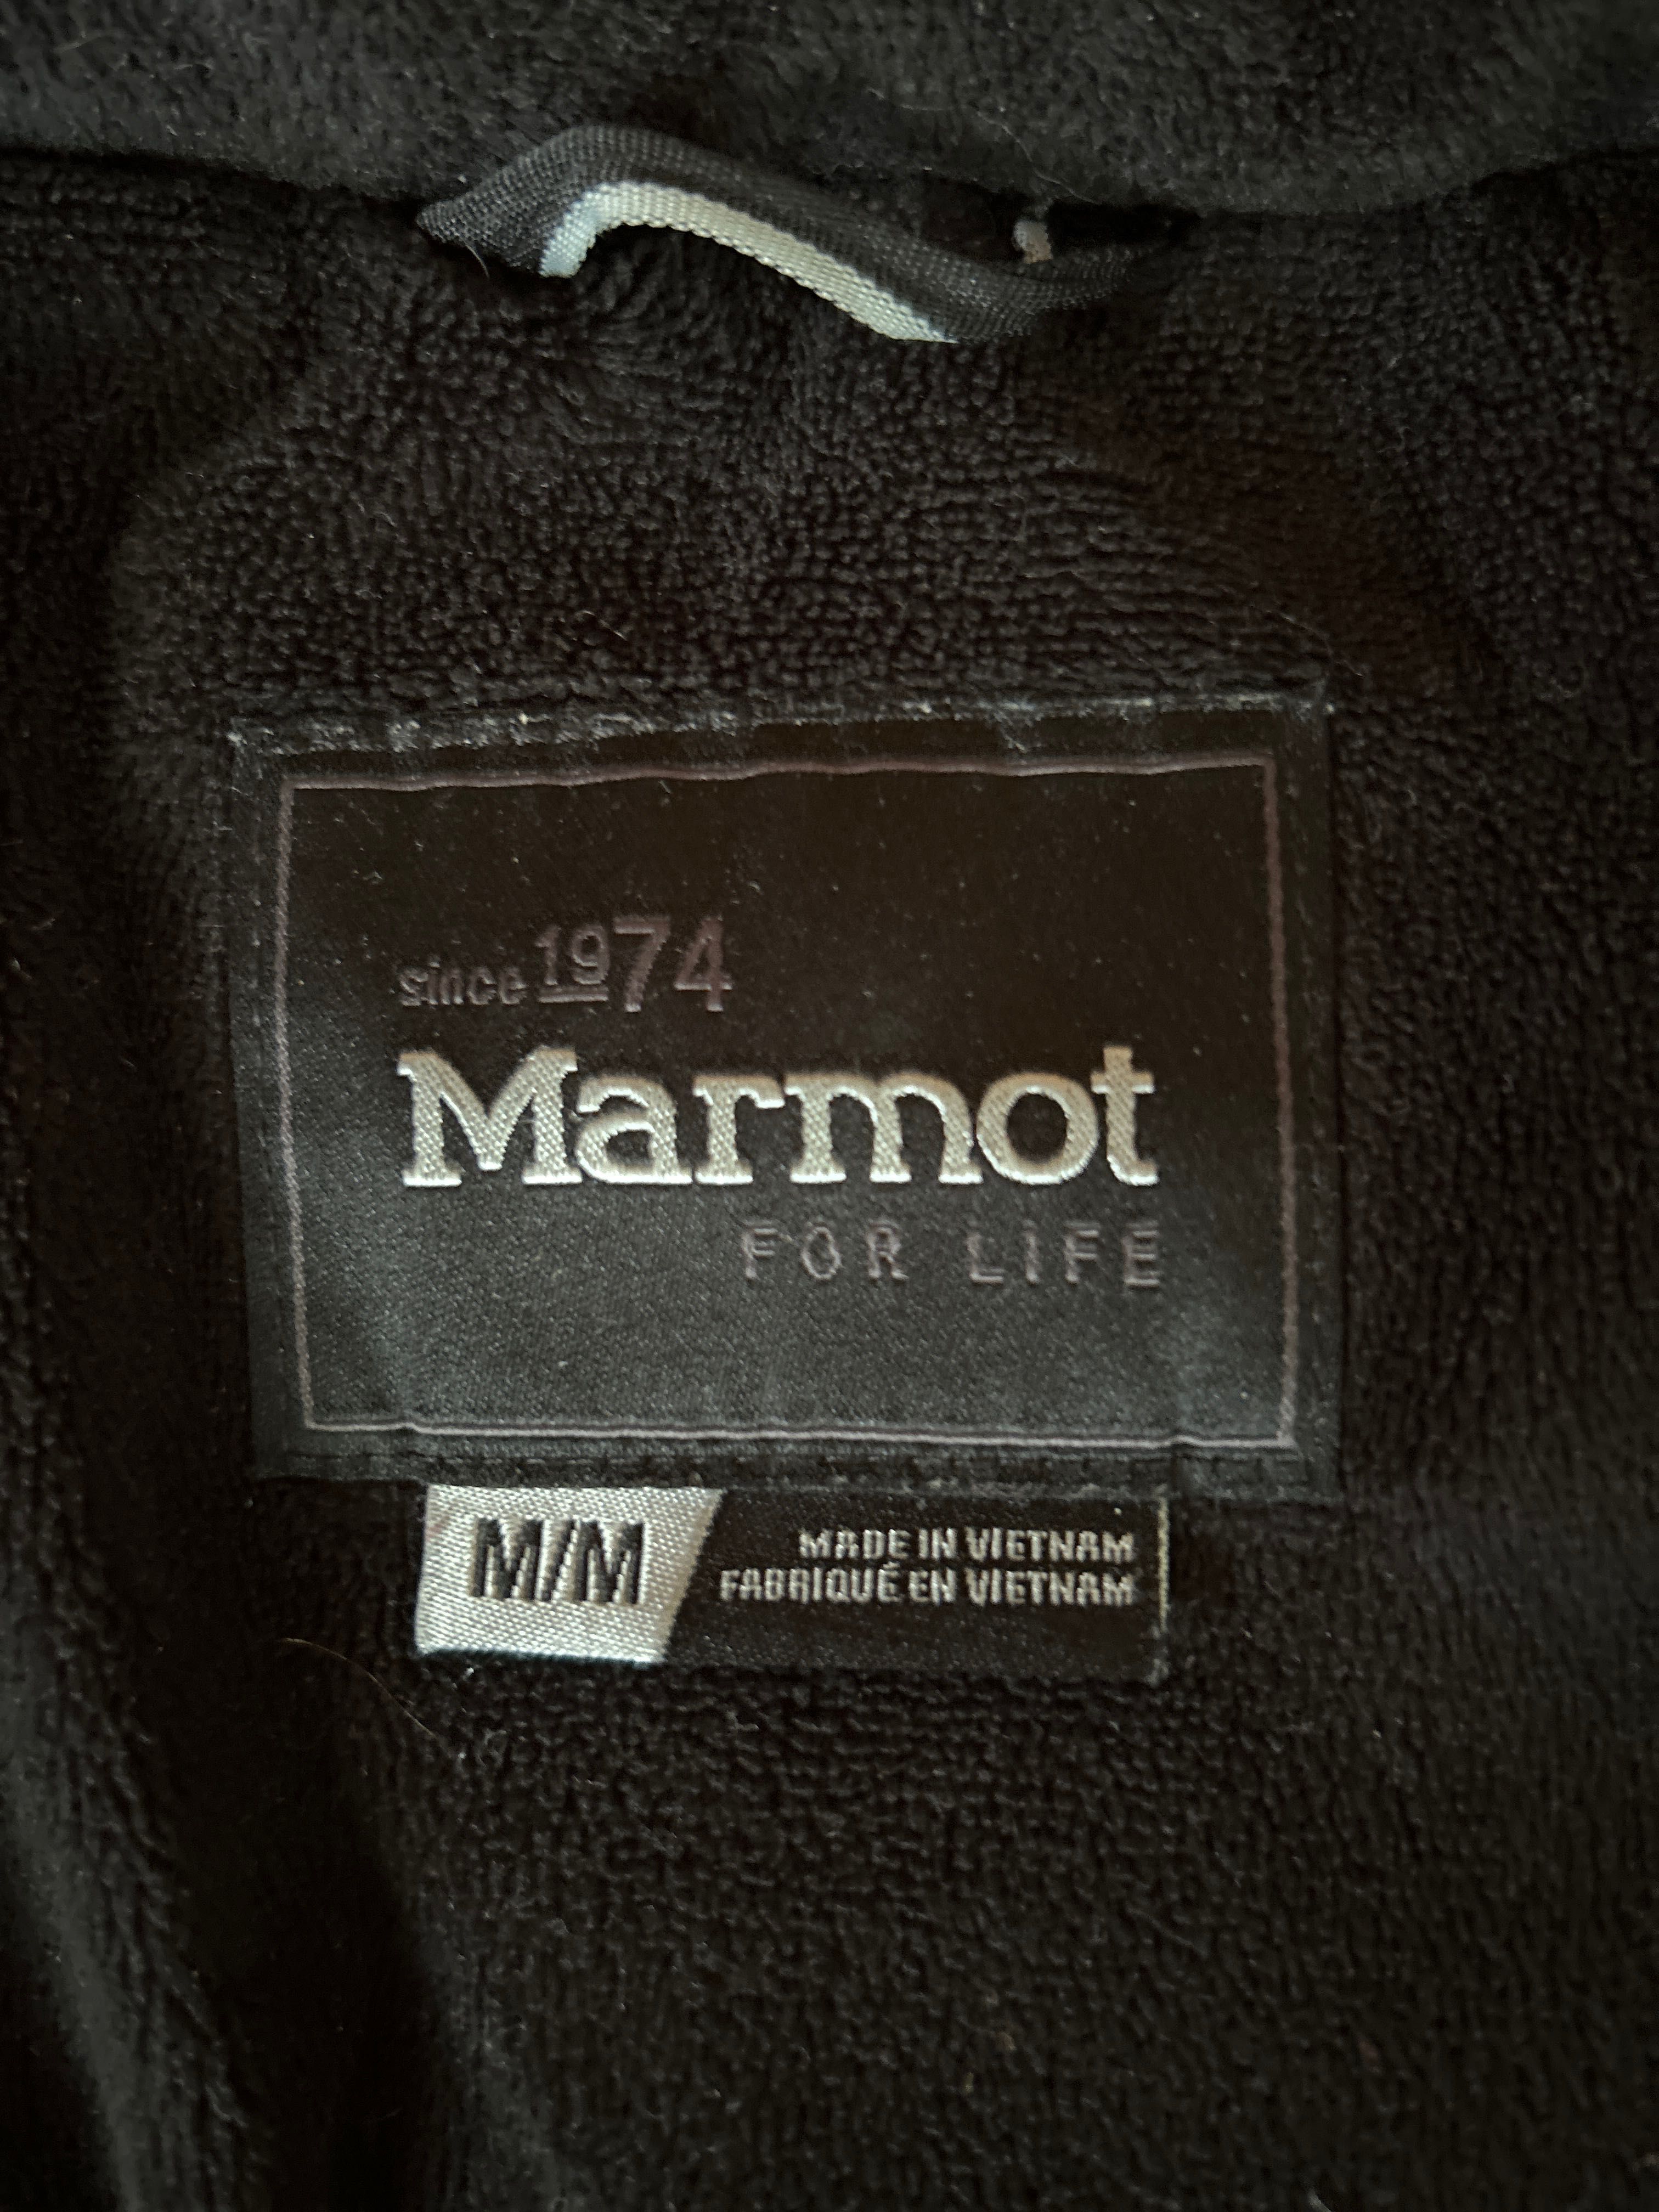 since 1974
Marmot
FOR LIFE
M/M
MADE IN VIETNAM
FABRIQUÉ EN VIETNAM